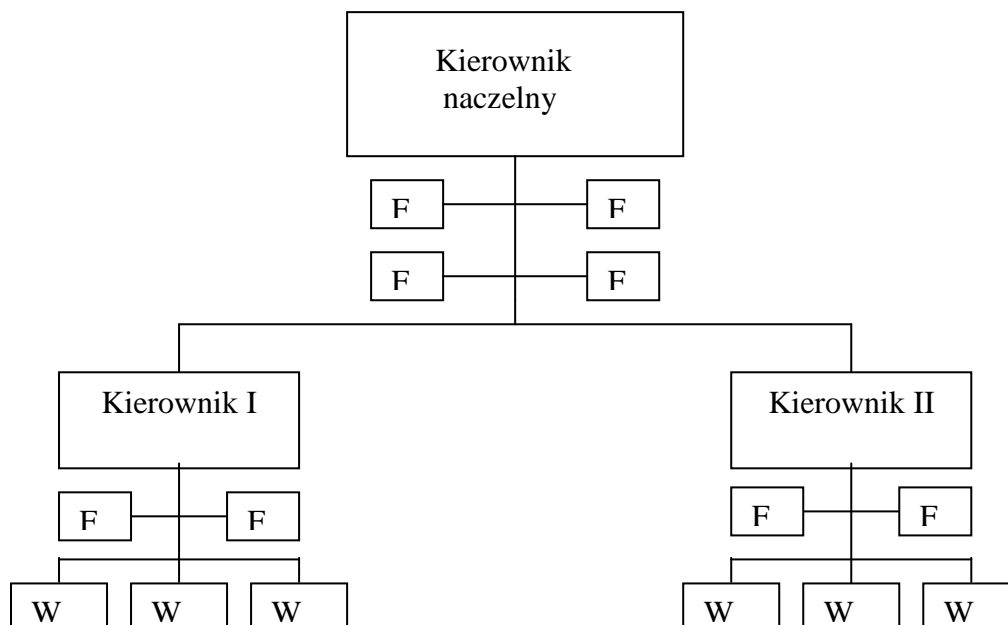 Kierownik
naczelny
F F
F F
Kierownik I Kierownik II
F F F F
W W W W W W